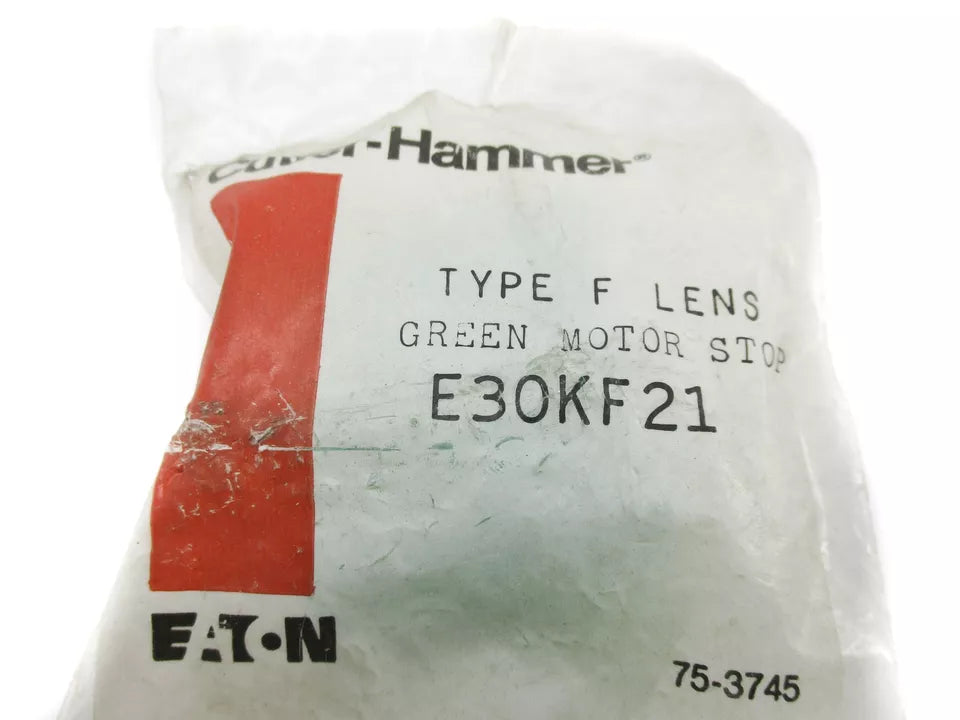 Cutler-Hammer®
TYPE F LENS
GREEN MOTOR STOP
E30KF21
EATON
75-3745